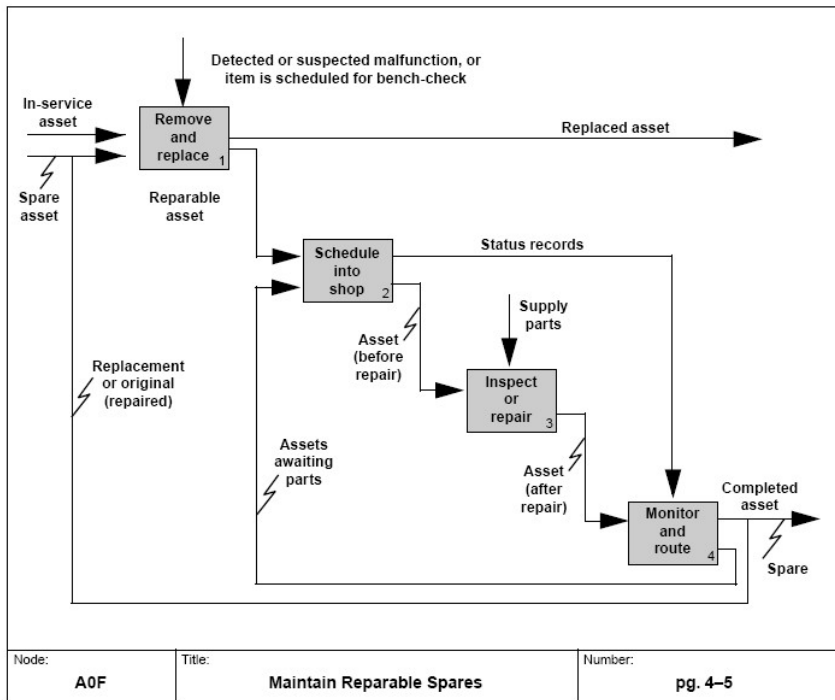 Detected or suspected malfunction, or
item is scheduled for bench-check
In-service
asset
Remove
and
replace
1
Replaced asset
Spare
asset
Reparable
asset
Schedule
into
shop
2
Status records
Supply
parts
Asset
(before
repair)
Replacement
or original
(repaired)
Inspect
or
repair
3
Assets
awaiting
parts
Asset
(after
repair)
Completed
asset
Monitor
and
route
4
Spare
Node:
A0F
Title:
Maintain Reparable Spares
Number:
pg. 4–5